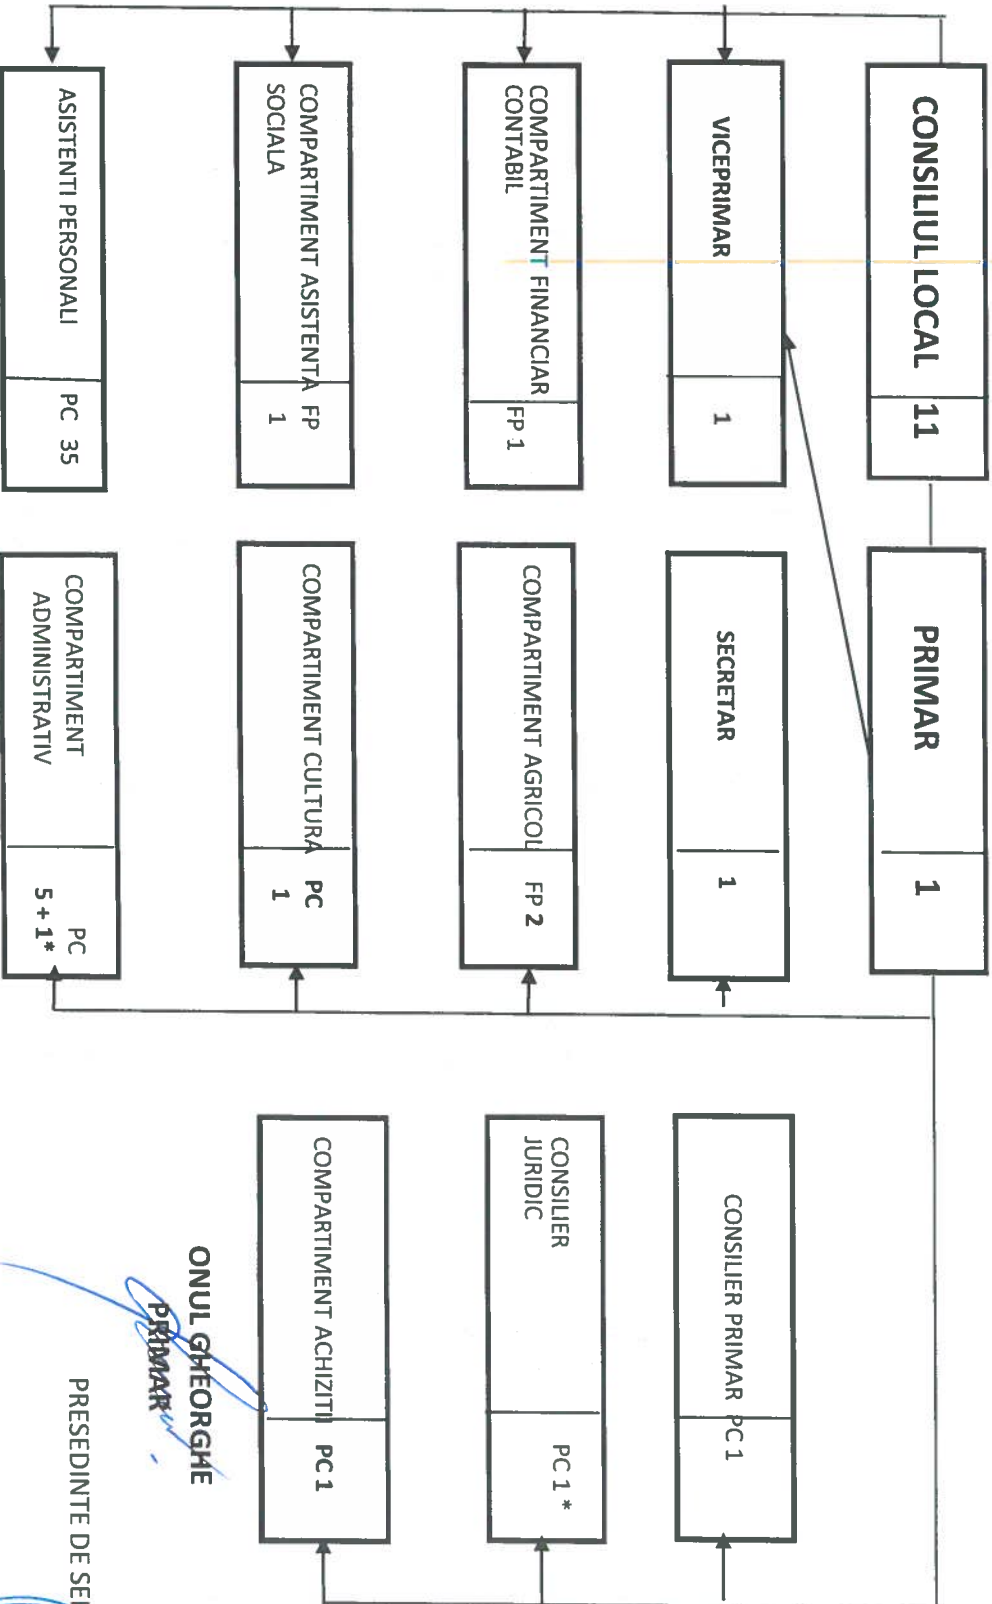 CONSILIUL LOCAL 11
PRIMAR 1
VICEPRIMAR 1
SECRETAR 1
CONSILIER PRIMAR PC 1
COMPARTIMENT FINANCIAR
CONTABIL
FP 1
COMPARTIMENT AGRICOL FP 2
CONSILIER
JURIDIC
PC 1 *
COMPARTIMENT ASISTENTA FP
SOCIALA 1
COMPARTIMENT CULTURA PC
1
COMPARTIMENT ACHIZITII PC 1
ASISTENTI PERSONALI PC 35
COMPARTIMENT
ADMINISTRATIV
PC
5 + 1*
ONUL GHEORGHE
PRIMAR
PRESEDINTE DE